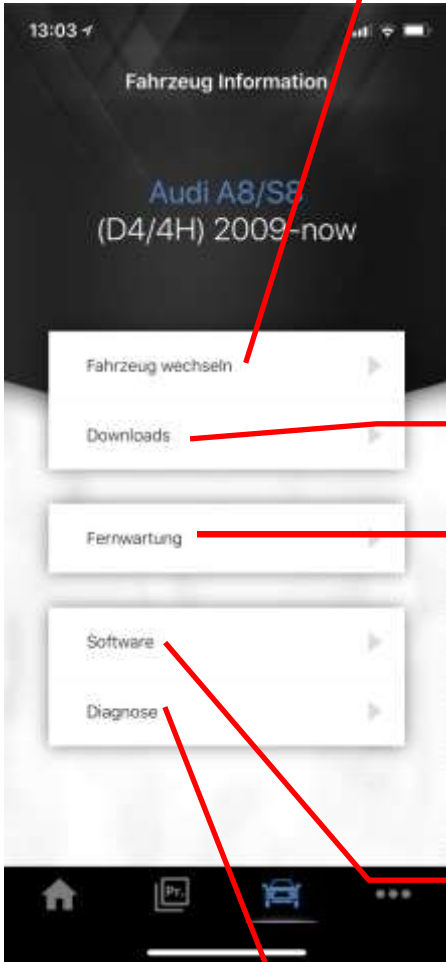 13:03
Fahrzeug Information
Audi A8/S8
(D4/4H) 2009-now
Fahrzeug wechseln
Downloads
Fernwartung
Software
Diagnose
Pr.